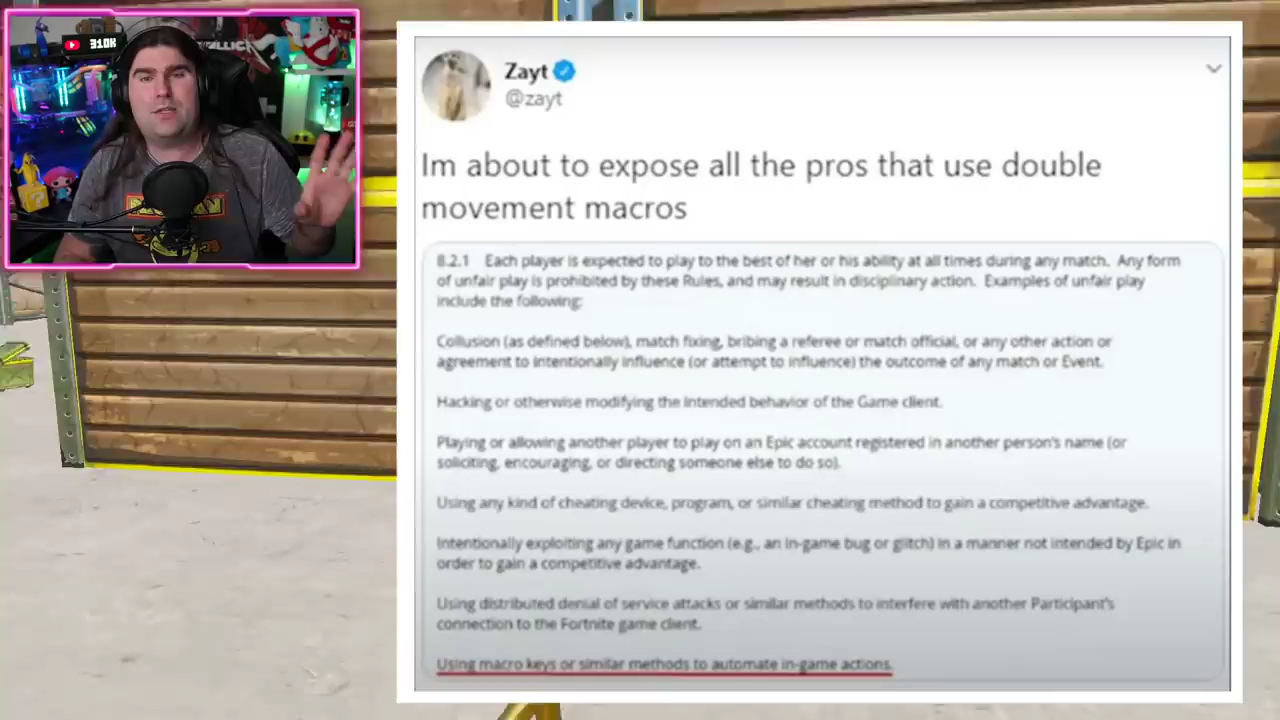 310K
Zayt
@zayt
Im about to expose all the pros that use double
movement macros
8.2.1 Each player is expected to play to the best of her or his ability at all times during any match. Any form
of unfair play is prohibited by these Rules, and may result in disciplinary action. Examples of unfair play
include the following:
Collusion (as defined below), match fixing, bribing a referee or match official, or any other action or
agreement to intentionally influence (or attempt to influence) the outcome of any match or Event.
Hacking or otherwise modifying the intended behavior of the Game client.
Playing or allowing another player to play on an Epic account registered in another person's name (or
soliciting, encouraging, or directing someone else to do so).
Using any kind of cheating device, program, or similar cheating method to gain a competitive advantage.
Intentionally exploiting any game function (e.g., an in-game bug or glitch) in a manner not intended by Epic in
order to gain a competitive advantage.
Using distributed denial of service attacks or similar methods to interfere with another Participant's
connection to the Fortnite game client.
Using macro keys or similar methods to automate in-game actions.